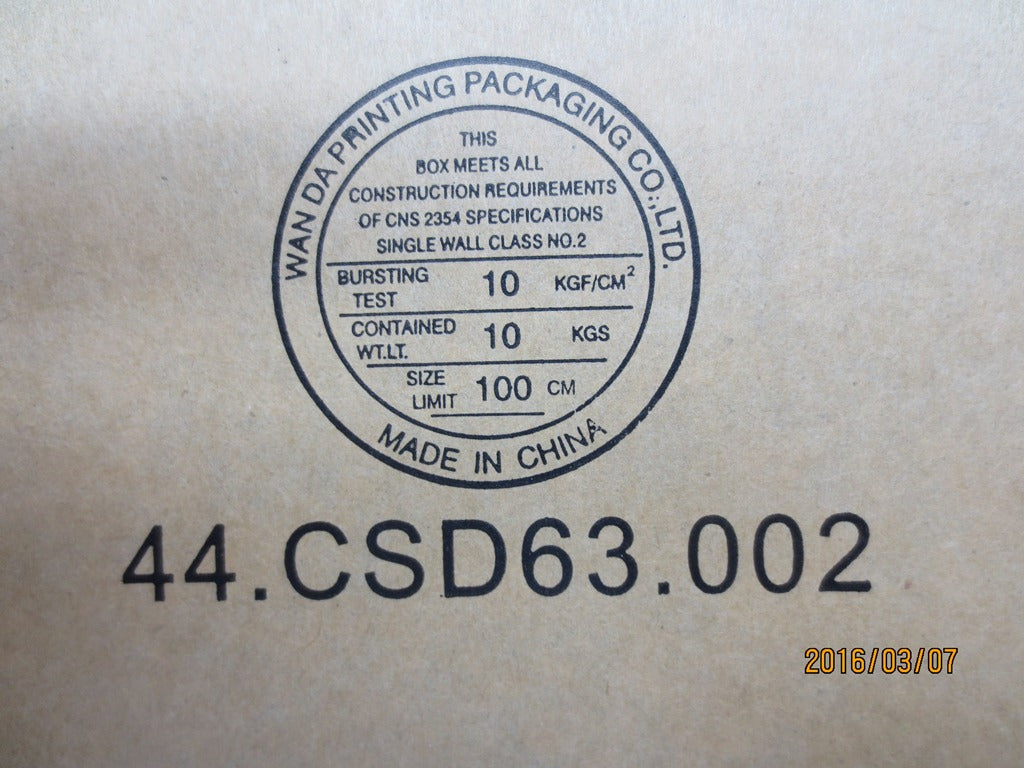 WAN DA PRINTING PACKAGING CO.,LTD.
THIS
BOX MEETS ALL
CONSTRUCTION REQUIREMENTS
OF CNS 2354 SPECIFICATIONS
SINGLE WALL CLASS NO.2
BURSTING TEST 10 KGF/CM²
CONTAINED WT.LT. 10 KGS
SIZE LIMIT 100 CM
MADE IN CHINA
44.CSD63.002
2016/03/07